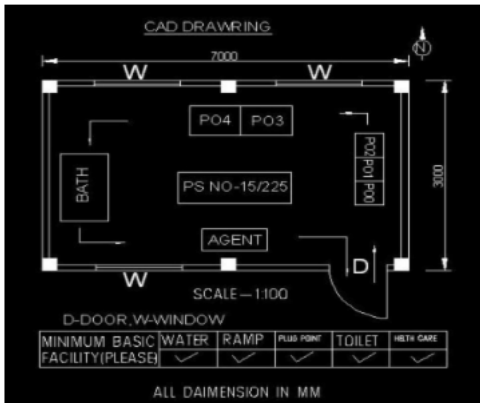 CAD DRAWRING
N
7000
W W
PO4 PO3
PO2 PO1 PO0
3000
BATH
PS NO-15/225
AGENT
D
W
SCALE-1:100
D-DOOR,W-WINDOW
MINIMUM BASIC FACILITY(PLEASE) WATER RAMP PLUG POINT TOILET HELTH CARE
ALL DAIMENSION IN MM